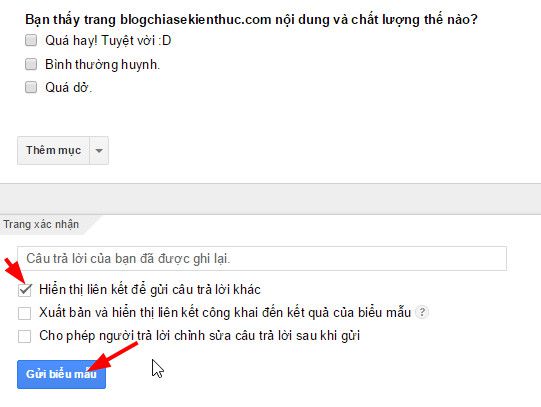 Bạn thấy trang blogchiasekienthuc.com nội dung và chất lượng thế nào?
Quá hay! Tuyệt vời :D
Bình thường huynh.
Quá dở.
Thêm mục
Trang xác nhận
Câu trả lời của bạn đã được ghi lại.
Hiển thị liên kết để gửi câu trả lời khác
Xuất bản và hiển thị liên kết công khai đến kết quả của biểu mẫu ?
Cho phép người trả lời chỉnh sửa câu trả lời sau khi gửi
Gửi biểu mẫu